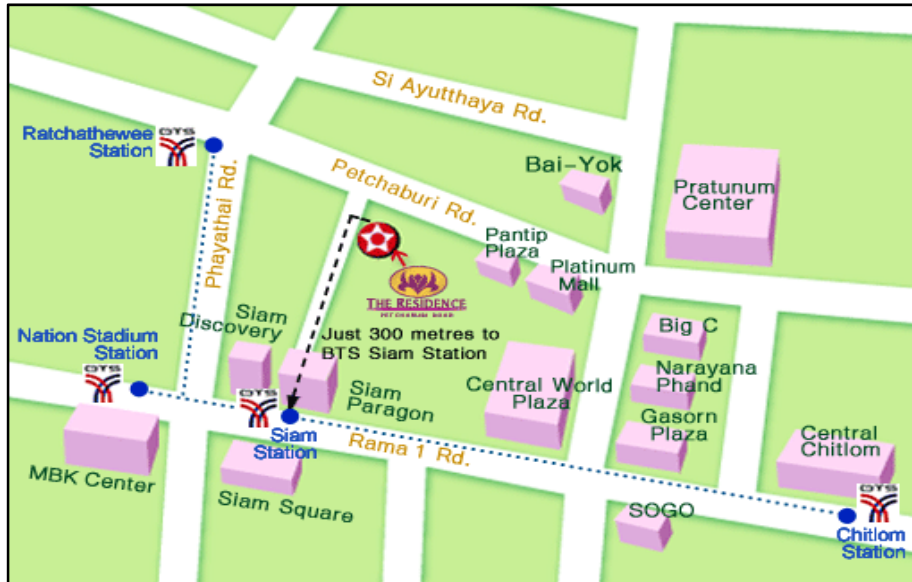 Si Ayutthaya Rd.
BTS
Ratchathewee
Station
Petchaburi Rd.
Bai-Yok
Pratunum
Center
Phayathai Rd.
Pantip
Plaza
Platinum
Mall
THE RESIDENCE
PETCHABURI ROAD
Siam
Discovery
Just 300 metres to
BTS Siam Station
Nation Stadium
Station
BTS
Big C
Narayana
Phand
Central World
Plaza
Siam
Paragon
BTS
Siam
Station
Rama 1 Rd.
Gasorn
Plaza
Central
Chitlom
MBK Center
Siam Square
SOGO
BTS
Chitlom
Station